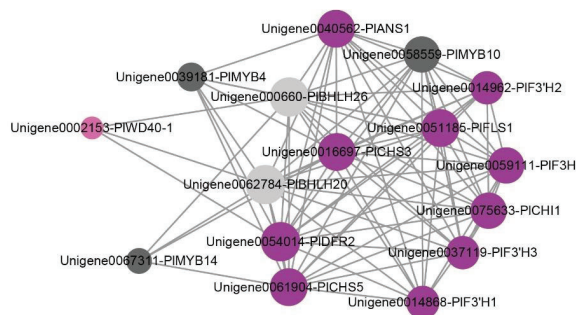 Unigene0040562-PlANS1
Unigene0058559-PlMYB10
Unigene0039181-PlMYB4
Unigene000660-PlBHLH26
Unigene0014962-PlF3'H2
Unigene0002153-PlWD40-1
Unigene0051185-PlFLS1
Unigene0016697-PlCHS3
Unigene0059111-PlF3H
Unigene0062784-PlBHLH20
Unigene0075633-PlCHI1
Unigene0054014-PlDFR2
Unigene0037119-PlF3'H3
Unigene0067311-PlMYB14
Unigene0061904-PlCHS5
Unigene0014868-PlF3'H1